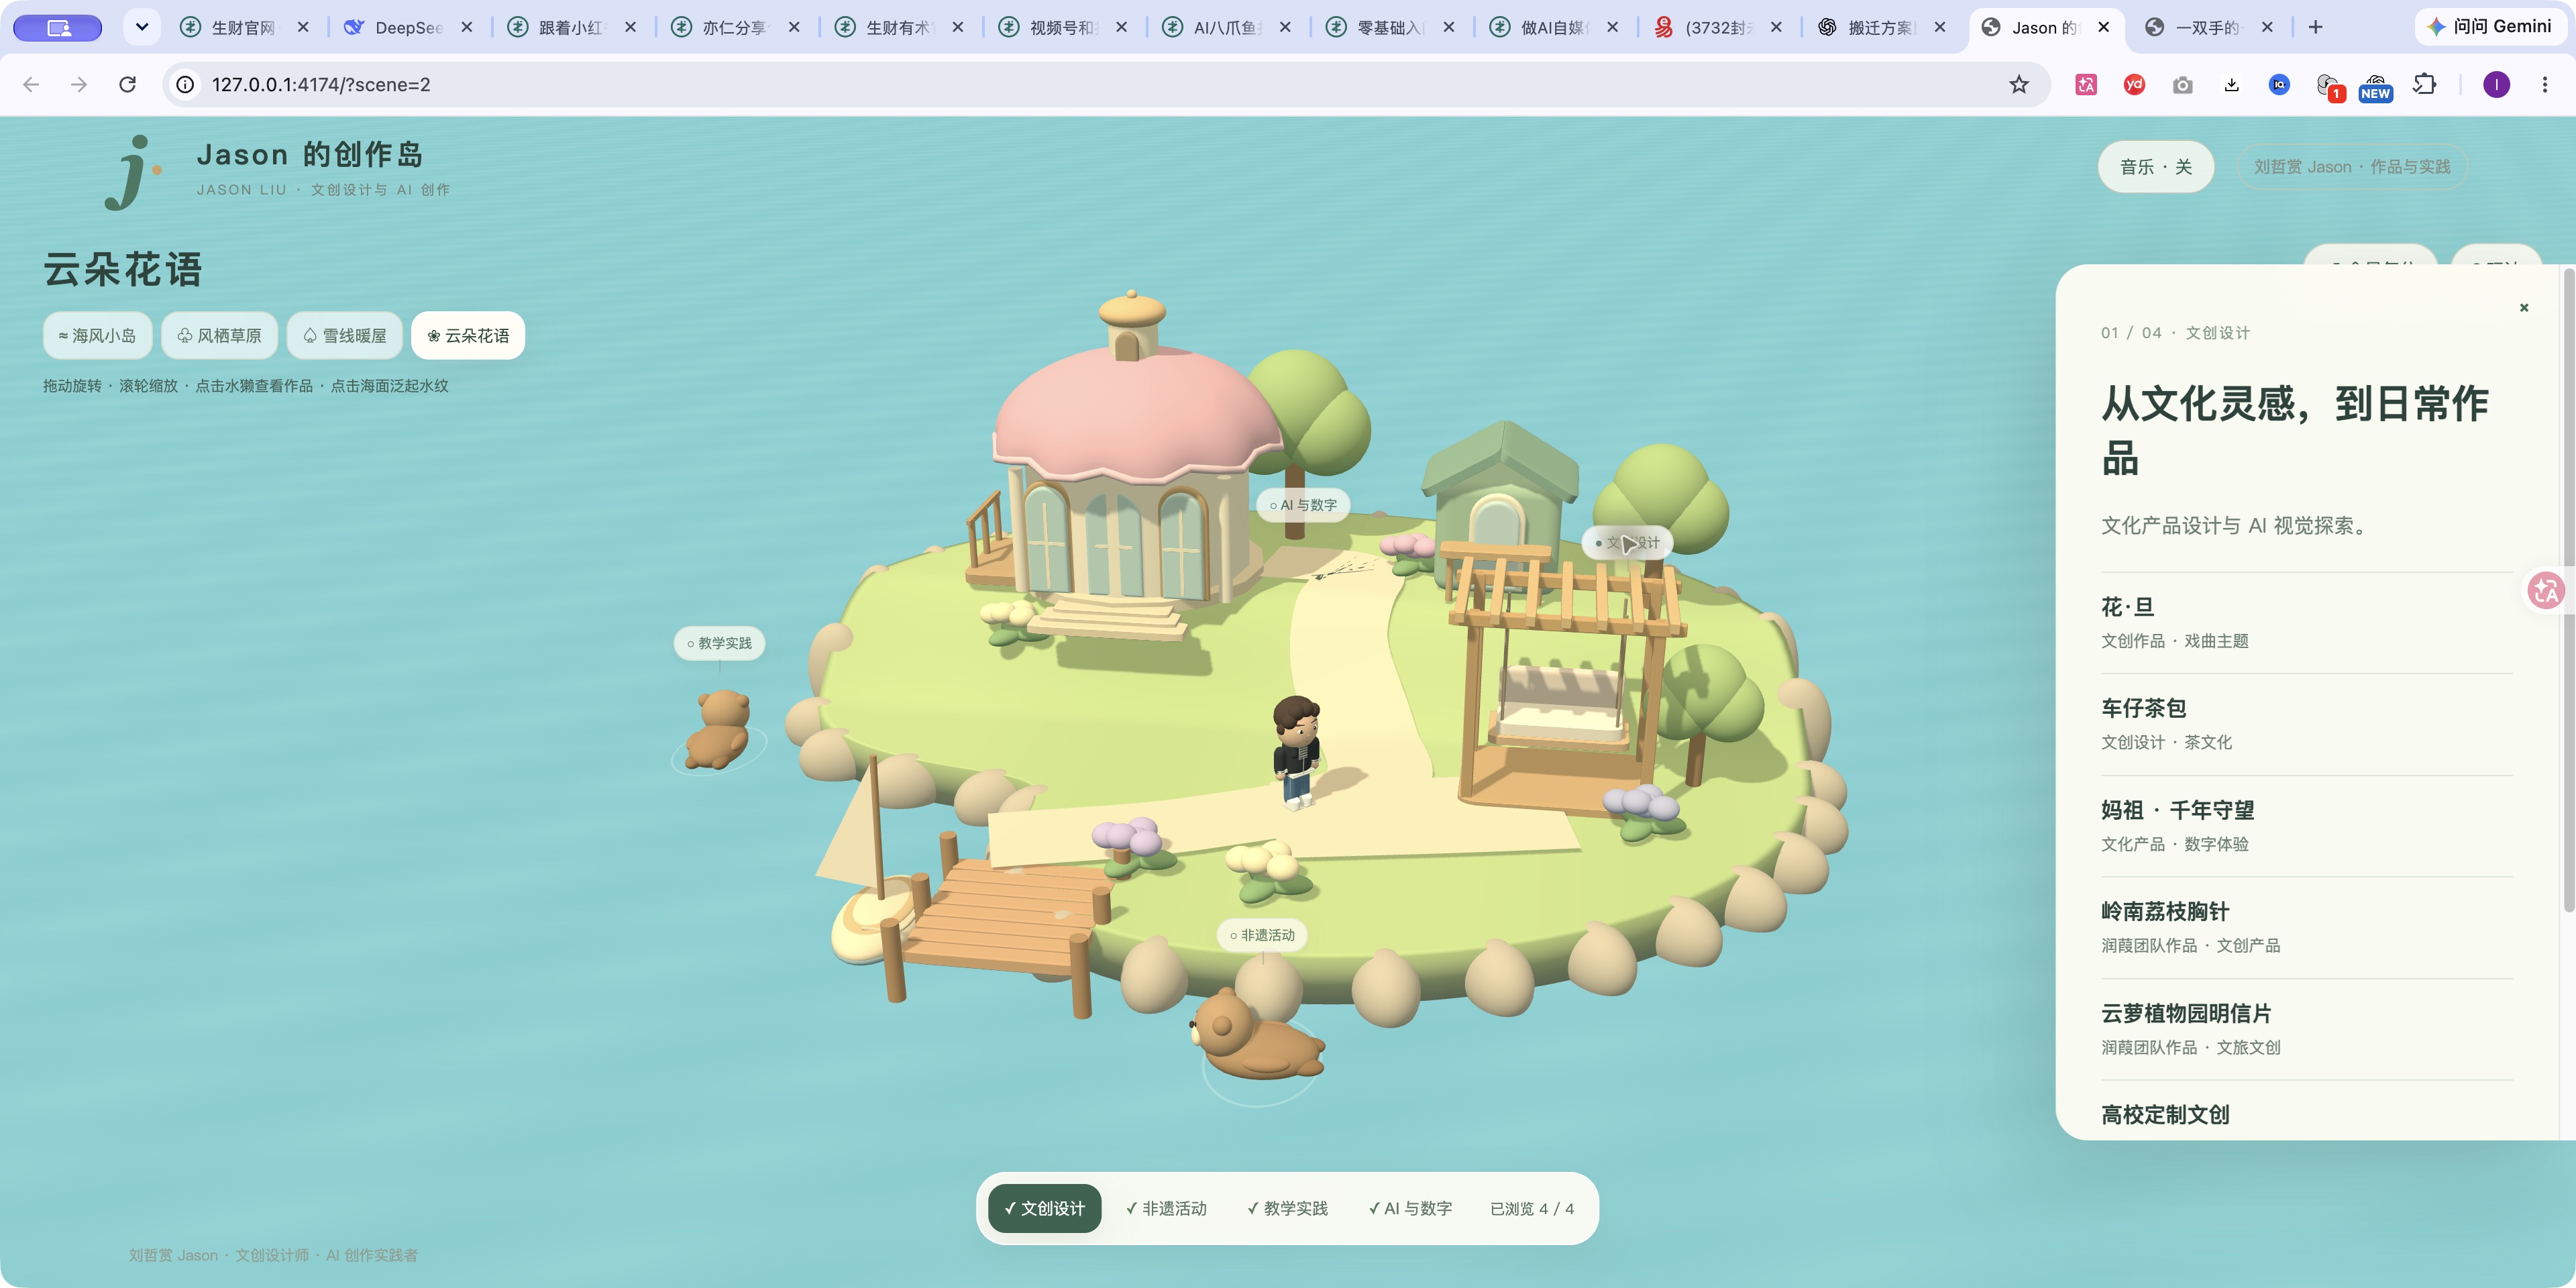 生财官网
DeepSee
跟着小红
亦仁分享
生财有术
视频号和
AI八爪鱼
零基础入
做AI自媒
(3732封
搬迁方案
Jason 的
一双手的
问问 Gemini
127.0.0.1:4174/?scene=2
yd
1
NEW
I
Jason 的创作岛
JASON LIU · 文创设计与 AI 创作
音乐 · 关
刘哲赏 Jason · 作品与实践
云朵花语
≈ 海风小岛
♧ 风栖草原
♤ 雪线暖屋
❀ 云朵花语
拖动旋转 · 滚轮缩放 · 点击水獭查看作品 · 点击海面泛起水纹
○ AI 与数字
● 文创设计
○ 教学实践
○ 非遗活动
×
01 / 04 · 文创设计
从文化灵感，到日常作
品
文化产品设计与 AI 视觉探索。
花·旦
文创作品 · 戏曲主题
车仔茶包
文创设计 · 茶文化
妈祖 · 千年守望
文化产品 · 数字体验
岭南荔枝胸针
润葭团队作品 · 文创产品
云萝植物园明信片
润葭团队作品 · 文旅文创
高校定制文创
✓ 文创设计
✓ 非遗活动
✓ 教学实践
✓ AI 与数字
已浏览 4 / 4
刘哲赏 Jason · 文创设计师 · AI 创作实践者